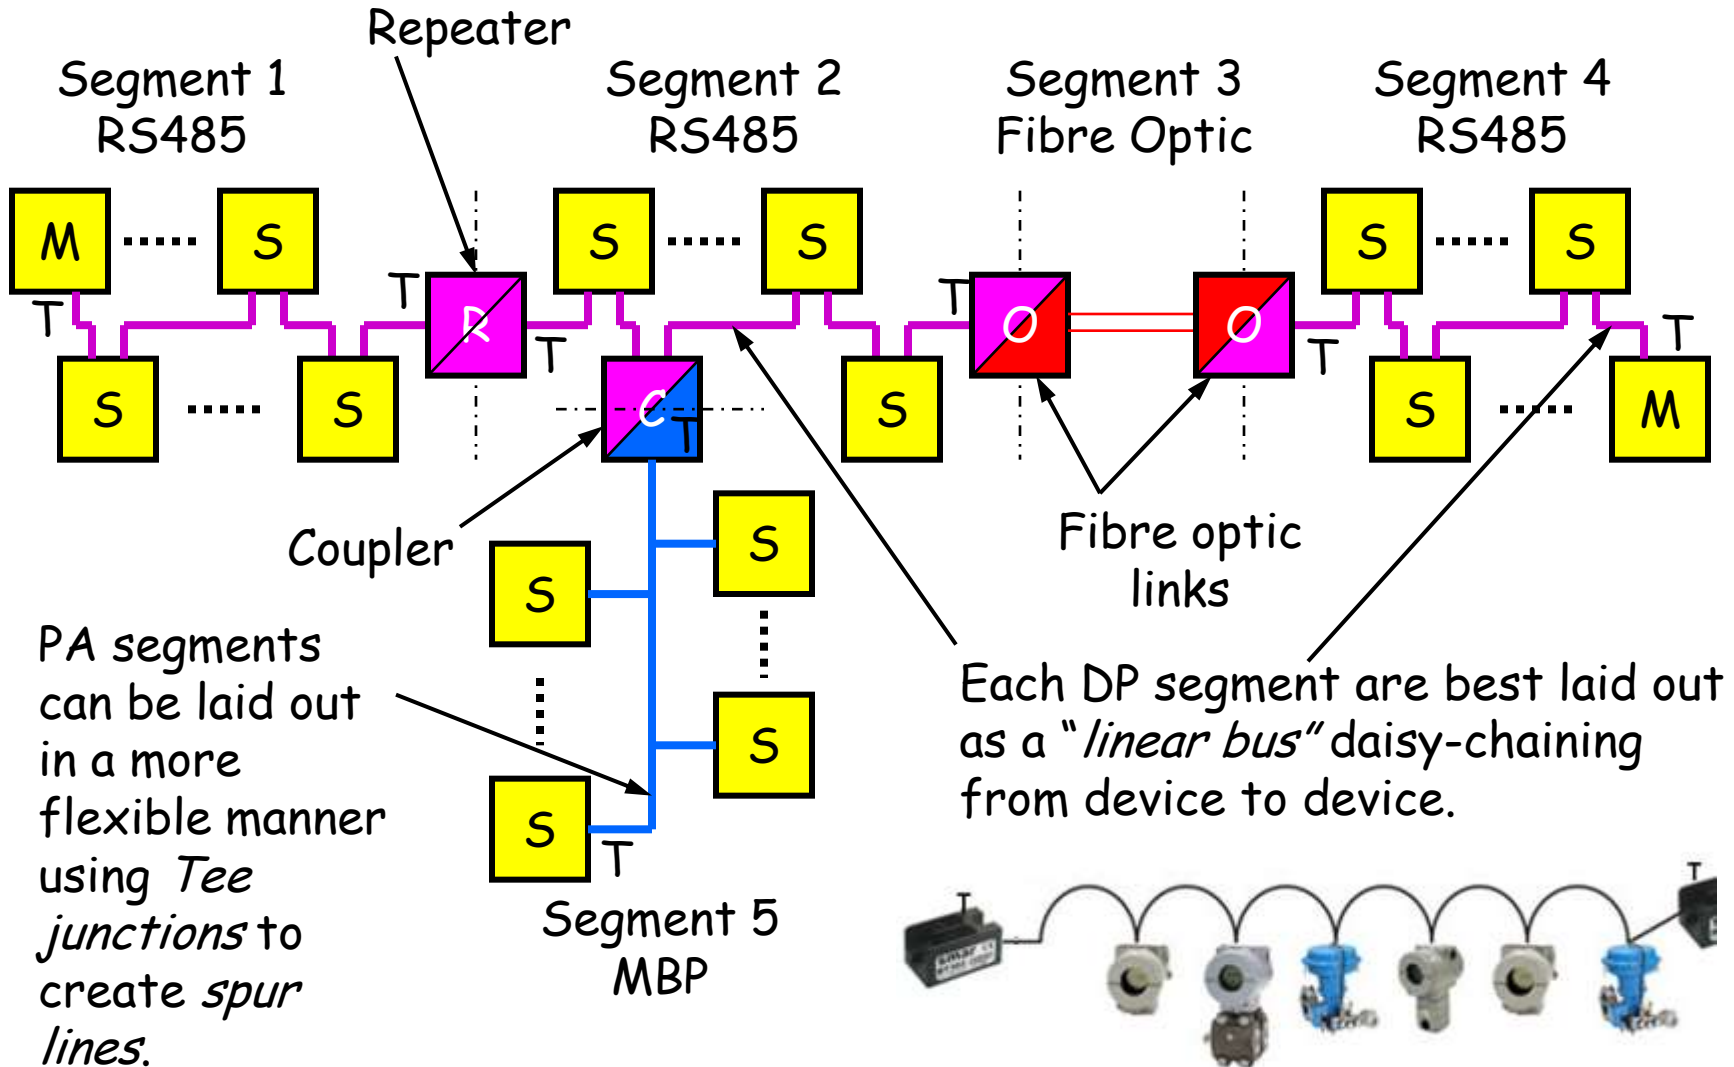 Repeater
Segment 1
RS485
Segment 2
RS485
Segment 3
Fibre Optic
Segment 4
RS485
M
S
S
S
S
S
S
S
T
T
R
T
T
O
O
T
T
S
S
C
T
S
S
M
Coupler
Fibre optic
links
S
S
S
S
T
Segment 5
MBP
PA segments
can be laid out
in a more
flexible manner
using Tee
junctions to
create spur
lines.
Each DP segment are best laid out
as a “linear bus” daisy-chaining
from device to device.
T
T
smar